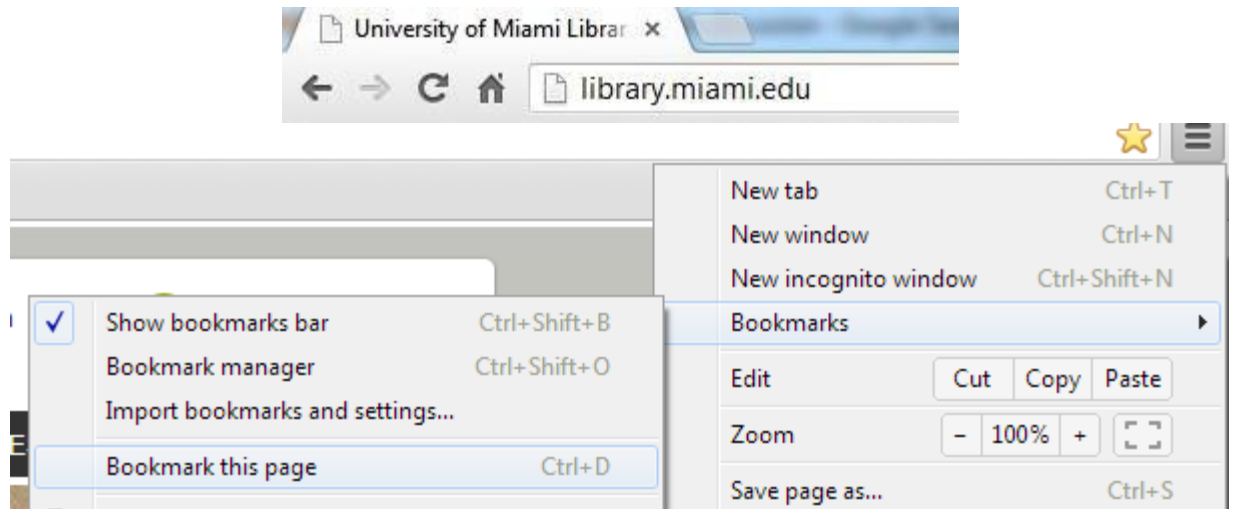 University of Miami Librar
library.miami.edu
New tab Ctrl+T
New window Ctrl+N
New incognito window Ctrl+Shift+N
Bookmarks
Edit Cut Copy Paste
Zoom - 100% +
Save page as... Ctrl+S
Show bookmarks bar Ctrl+Shift+B
Bookmark manager Ctrl+Shift+O
Import bookmarks and settings...
Bookmark this page Ctrl+D
E